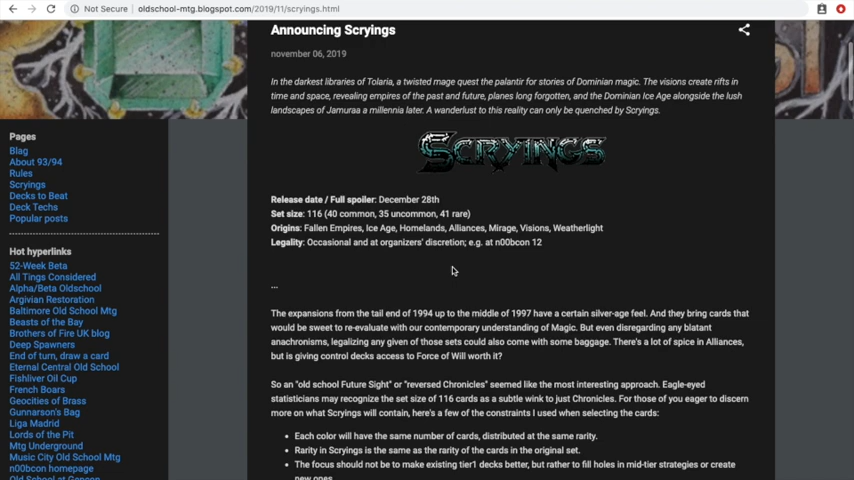 Not Secure | oldschool-mtg.blogspot.com/2019/11/scryings.html
Announcing Scryings
november 06, 2019
In the darkest libraries of Tolaria, a twisted mage quest the palantir for stories of Dominian magic. The visions create rifts in
time and space, revealing empires of the past and future, planes long forgotten, and the Dominian Ice Age alongside the lush
landscapes of Jamuraa a millennia later. A wanderlust to this reality can only be quenched by Scryings.
SCRYINGS
Pages
Blag
About 93/94
Rules
Scryings
Decks to Beat
Deck Techs
Popular posts
Hot hyperlinks
52-Week Beta
All Tings Considered
Alpha/Beta Oldschool
Argivian Restoration
Baltimore Old School Mtg
Beasts of the Bay
Brothers of Fire UK blog
Deep Spawners
End of turn, draw a card
Eternal Central Old School
Fishliver Oil Cup
French Boars
Geocities of Brass
Gunnarson's Bag
Liga Madrid
Lords of the Pit
Mtg Underground
Music City Old School Mtg
n00bcon homepage
Old School at Gencon
Release date / Full spoiler: December 28th
Set size: 116 (40 common, 35 uncommon, 41 rare)
Origins: Fallen Empires, Ice Age, Homelands, Alliances, Mirage, Visions, Weatherlight
Legality: Occasional and at organizers' discretion; e.g. at n00bcon 12
...
The expansions from the tail end of 1994 up to the middle of 1997 have a certain silver-age feel. And they bring cards that
would be sweet to re-evaluate with our contemporary understanding of Magic. But even disregarding any blatant
anachronisms, legalizing any given of those sets could also come with some baggage. There's a lot of spice in Alliances,
but is giving control decks access to Force of Will worth it?
So an "old school Future Sight" or "reversed Chronicles" seemed like the most interesting approach. Eagle-eyed
statisticians may recognize the set size of 116 cards as a subtle wink to just Chronicles. For those of you eager to discern
more on what Scryings will contain, here's a few of the constraints I used when selecting the cards:
• Each color will have the same number of cards, distributed at the same rarity.
• Rarity in Scryings is the same as the rarity of the cards in the original set.
• The focus should not be to make existing tier1 decks better, but rather to fill holes in mid-tier strategies or create
new ones.